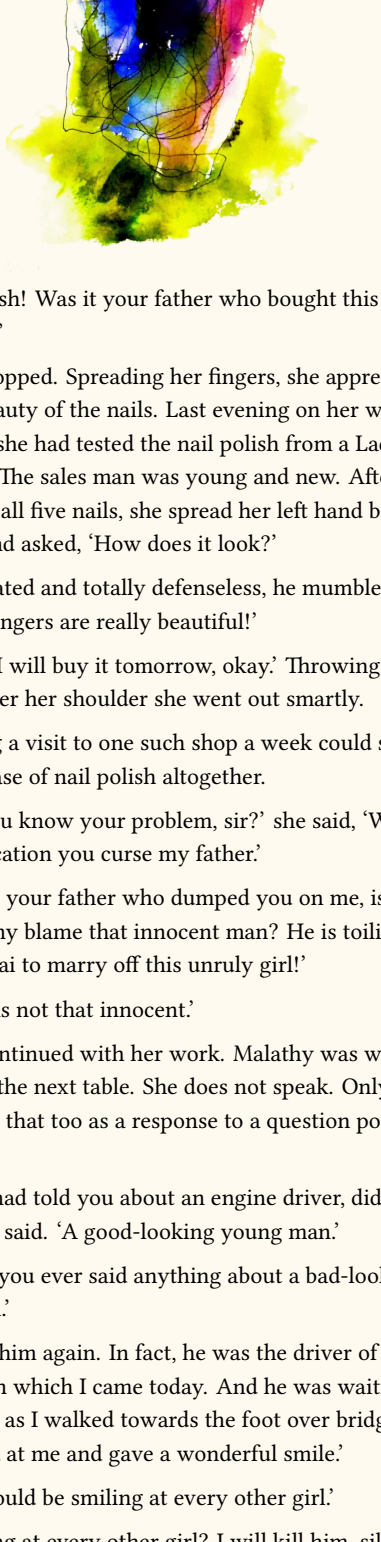 sh! Was it your father who bought this
’
opped. Spreading her fingers, she appre
auty of the nails. Last evening on her w
she had tested the nail polish from a La
The sales man was young and new. Aft
all five nails, she spread her left hand b
nd asked, ‘How does it look?’
ated and totally defenseless, he mumble
ngers are really beautiful!’
I will buy it tomorrow, okay.’ Throwing
er her shoulder she went out smartly.
g a visit to one such shop a week could s
ase of nail polish altogether.
u know your problem, sir?’ she said, ‘W
cation you curse my father.’
your father who dumped you on me, is
ny blame that innocent man? He is toili
ai to marry off this unruly girl!’
s not that innocent.’
ntinued with her work. Malathy was w
the next table. She does not speak. Onl
that too as a response to a question po
had told you about an engine driver, did
said. ‘A good-looking young man.’
you ever said anything about a bad-loo
.’
him again. In fact, he was the driver of
n which I came today. And he was wait
as I walked towards the foot over bridg
at me and gave a wonderful smile.’
ould be smiling at every other girl.’
ng at every other girl? I will kill him, sil